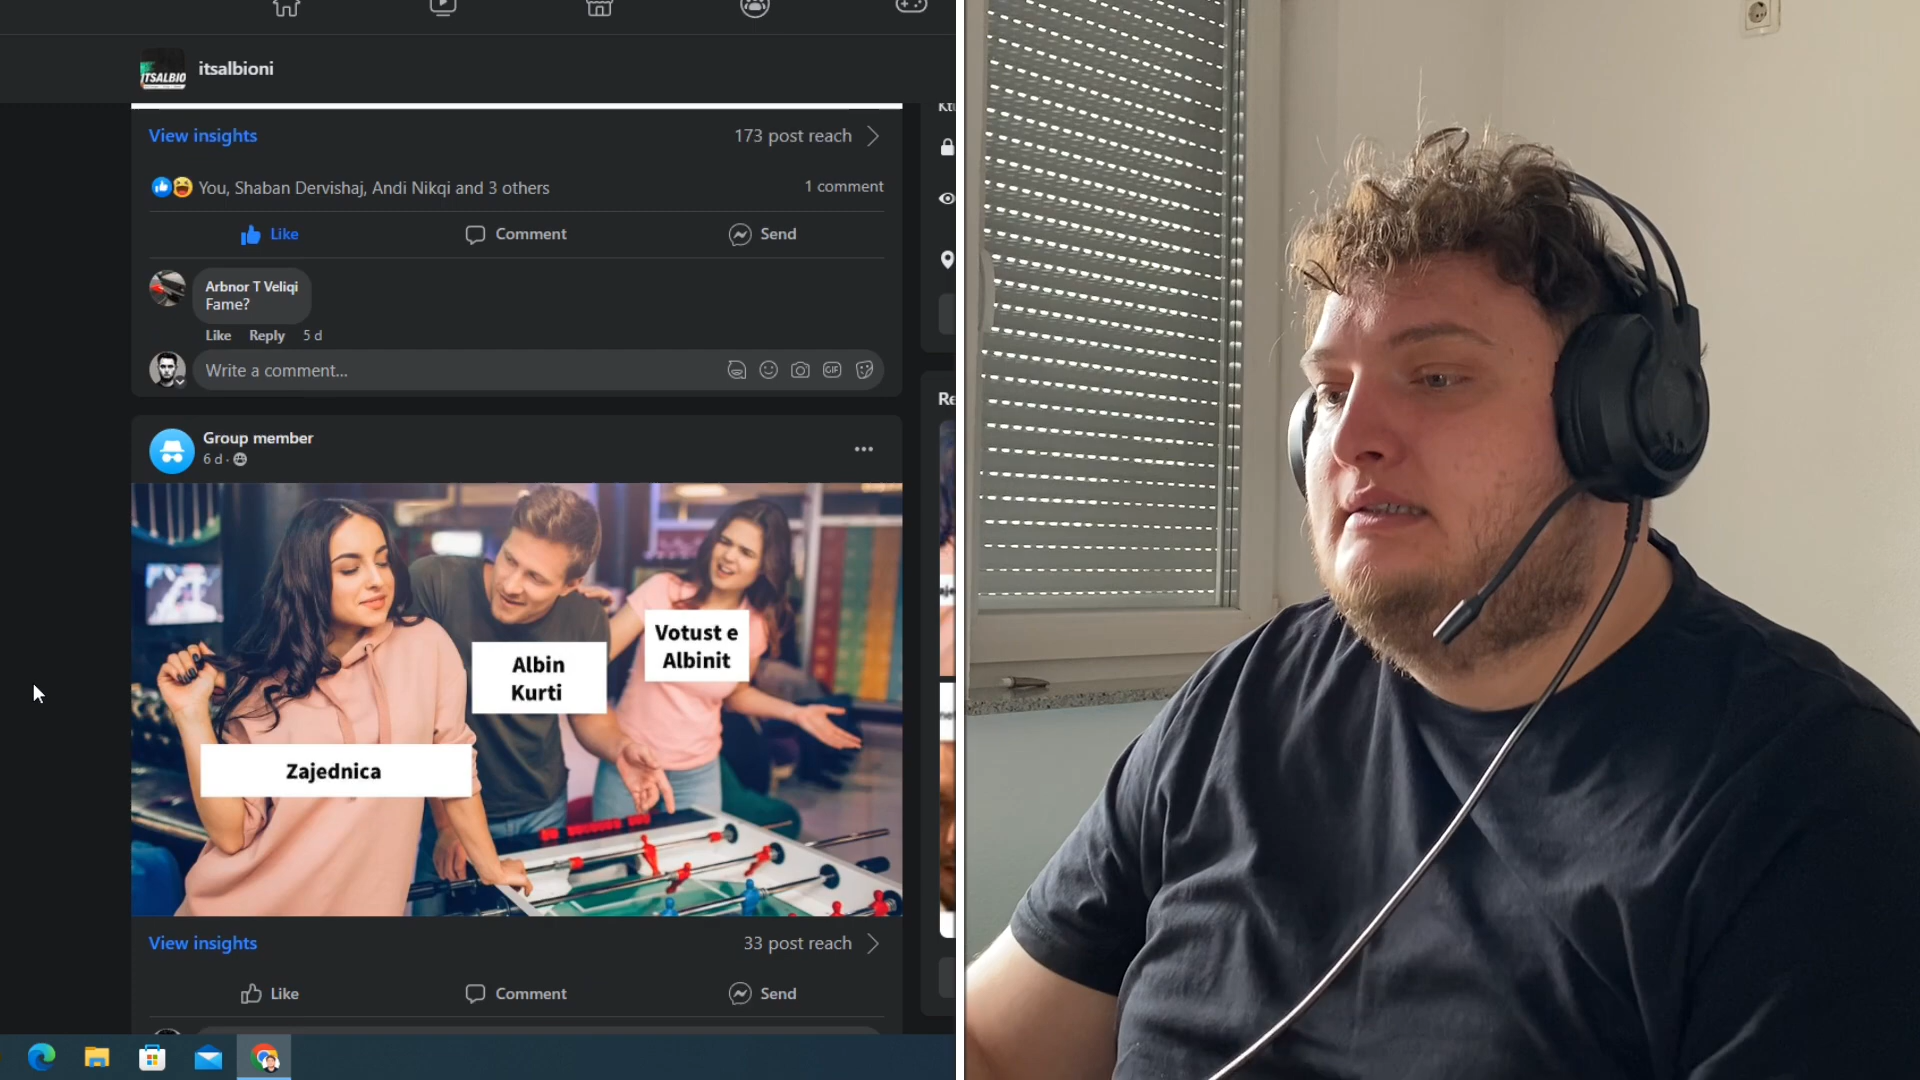 ITSALBIO
itsalbioni
View insights
173 post reach
You, Shaban Dervishaj, Andi Nikqi and 3 others
1 comment
Like
Comment
Send
Arbnor T Veliqi
Fame?
Like
Reply
5 d
Write a comment...
GIF
Group member
6 d ·
Votust e
Albinit
Albin
Kurti
Zajednica
View insights
33 post reach
Like
Comment
Send
Re